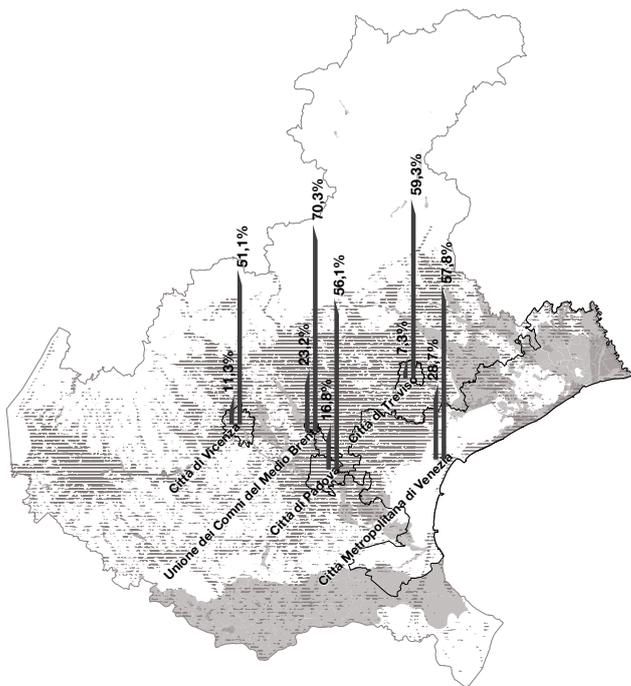 59,3%
70,3%
51,1%
56,1%
57,8%
7,3%
23,2%
28,7%
11,3%
16,8%
Città di Treviso
Città di Vicenza
Unione dei Comni del Medio Brenta
Città di Padova
Città Metropolitana di Venezia